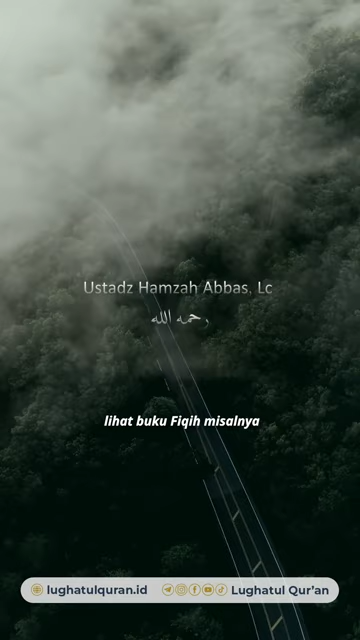 Ustadz Hamzah Abbas, Lc
رحمه الله
lihat buku Fiqih misalnya
lughatulquran.id Lughatul Qur'an